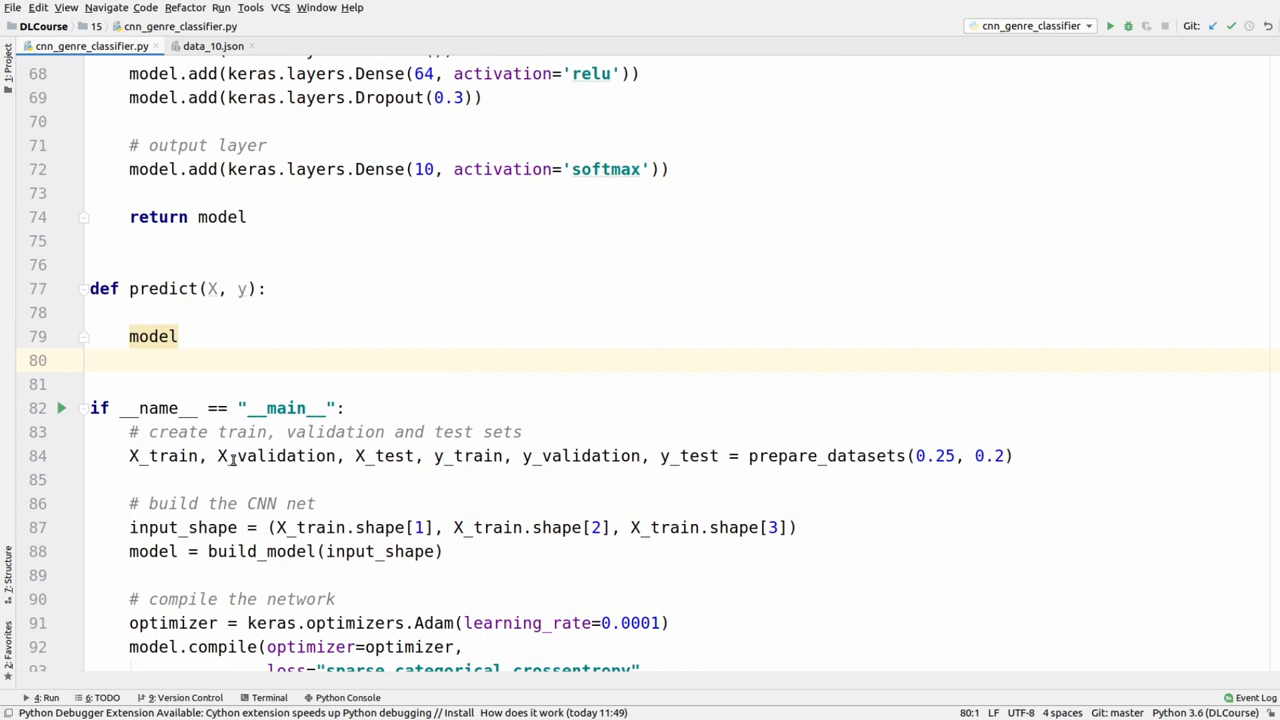 File Edit View Navigate Code Refactor Run Tools VCS Window Help
DLCourse 15 cnn_genre_classifier.py cnn_genre_classifier Git:
cnn_genre_classifier.py data_10.json
1: Project
68 model.add(keras.layers.Dense(64, activation='relu'))
69 model.add(keras.layers.Dropout(0.3))
70
71 # output layer
72 model.add(keras.layers.Dense(10, activation='softmax'))
73
74 return model
75
76
77 def predict(X, y):
78
79 model
80
81
82 if __name__ == "__main__":
83 # create train, validation and test sets
84 X_train, X_validation, X_test, y_train, y_validation, y_test = prepare_datasets(0.25, 0.2)
85
86 # build the CNN net
87 input_shape = (X_train.shape[1], X_train.shape[2], X_train.shape[3])
88 model = build_model(input_shape)
89
90 # compile the network
91 optimizer = keras.optimizers.Adam(learning_rate=0.0001)
92 model.compile(optimizer=optimizer,
93 loss="sparse_categorical_crossentropy"
7: Structure
2: Favorites
4: Run 6: TODO 9: Version Control Terminal Python Console Event Log
Python Debugger Extension Available: Cython extension speeds up Python debugging // Install How does it work (today 11:49) 80:1 LF UTF-8 4 spaces Git: master Python 3.6 (DLCourse)